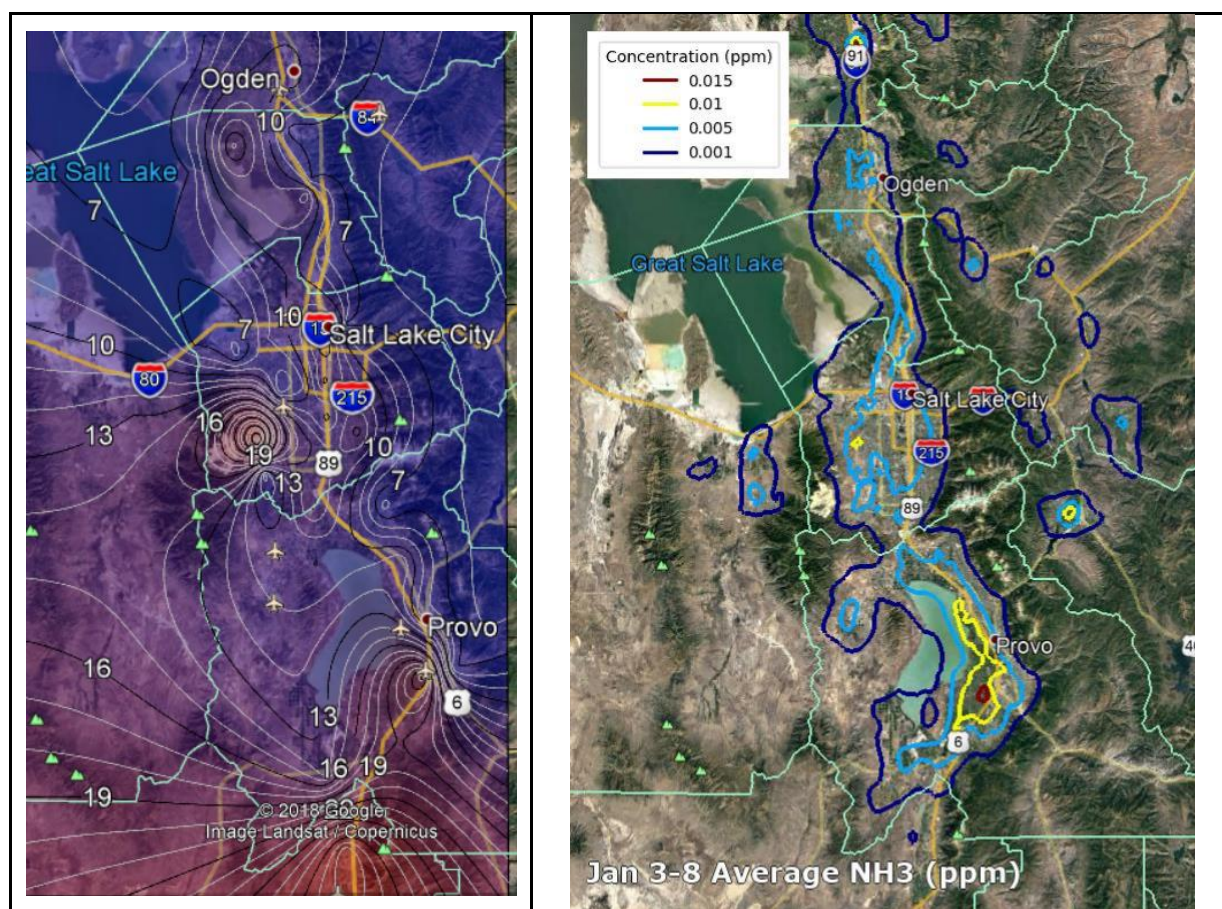 Ogden
10
84
eat Salt Lake
7
7
10
7
15
Salt Lake City
10
80
215
16
13
19
10
89
13
7
Provo
16
6
13
16
19
19
© 2018 Google
Image Landsat / Copernicus
Concentration (ppm)
0.015
0.01
0.005
0.001
91
Ogden
Great Salt Lake
Salt Lake City
215
89
Provo
40
6
Jan 3-8 Average NH3 (ppm)